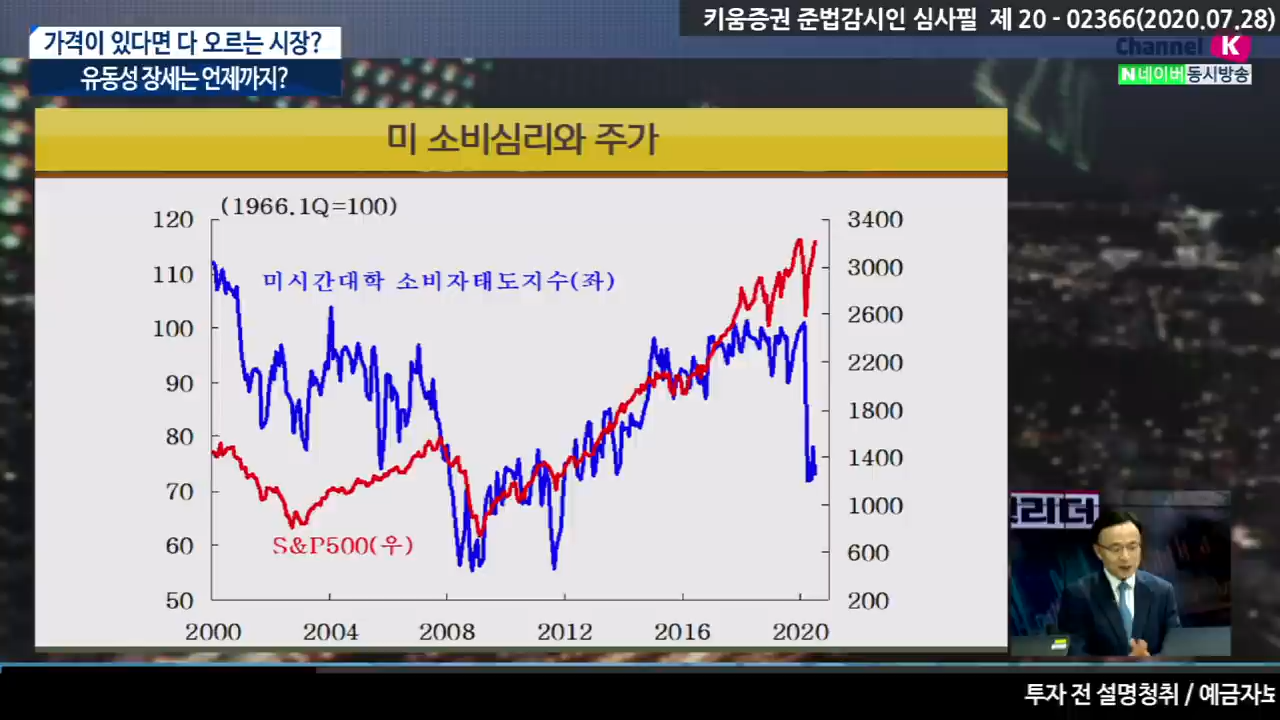 키움증권 준법감시인 심사필 제 20 - 02366(2020.07.28)
가격이 있다면 다 오르는 시장?
유동성 장세는 언제까지?
Channel K
N네이버 동시방송
미 소비심리와 주가
(1966.1Q=100)
120
110
100
90
80
70
60
50
3400
3000
2600
2200
1800
1400
1000
600
200
미시간대학 소비자태도지수(좌)
S&P500(우)
2000 2004 2008 2012 2016 2020
리더
투자 전 설명청취 / 예금자보